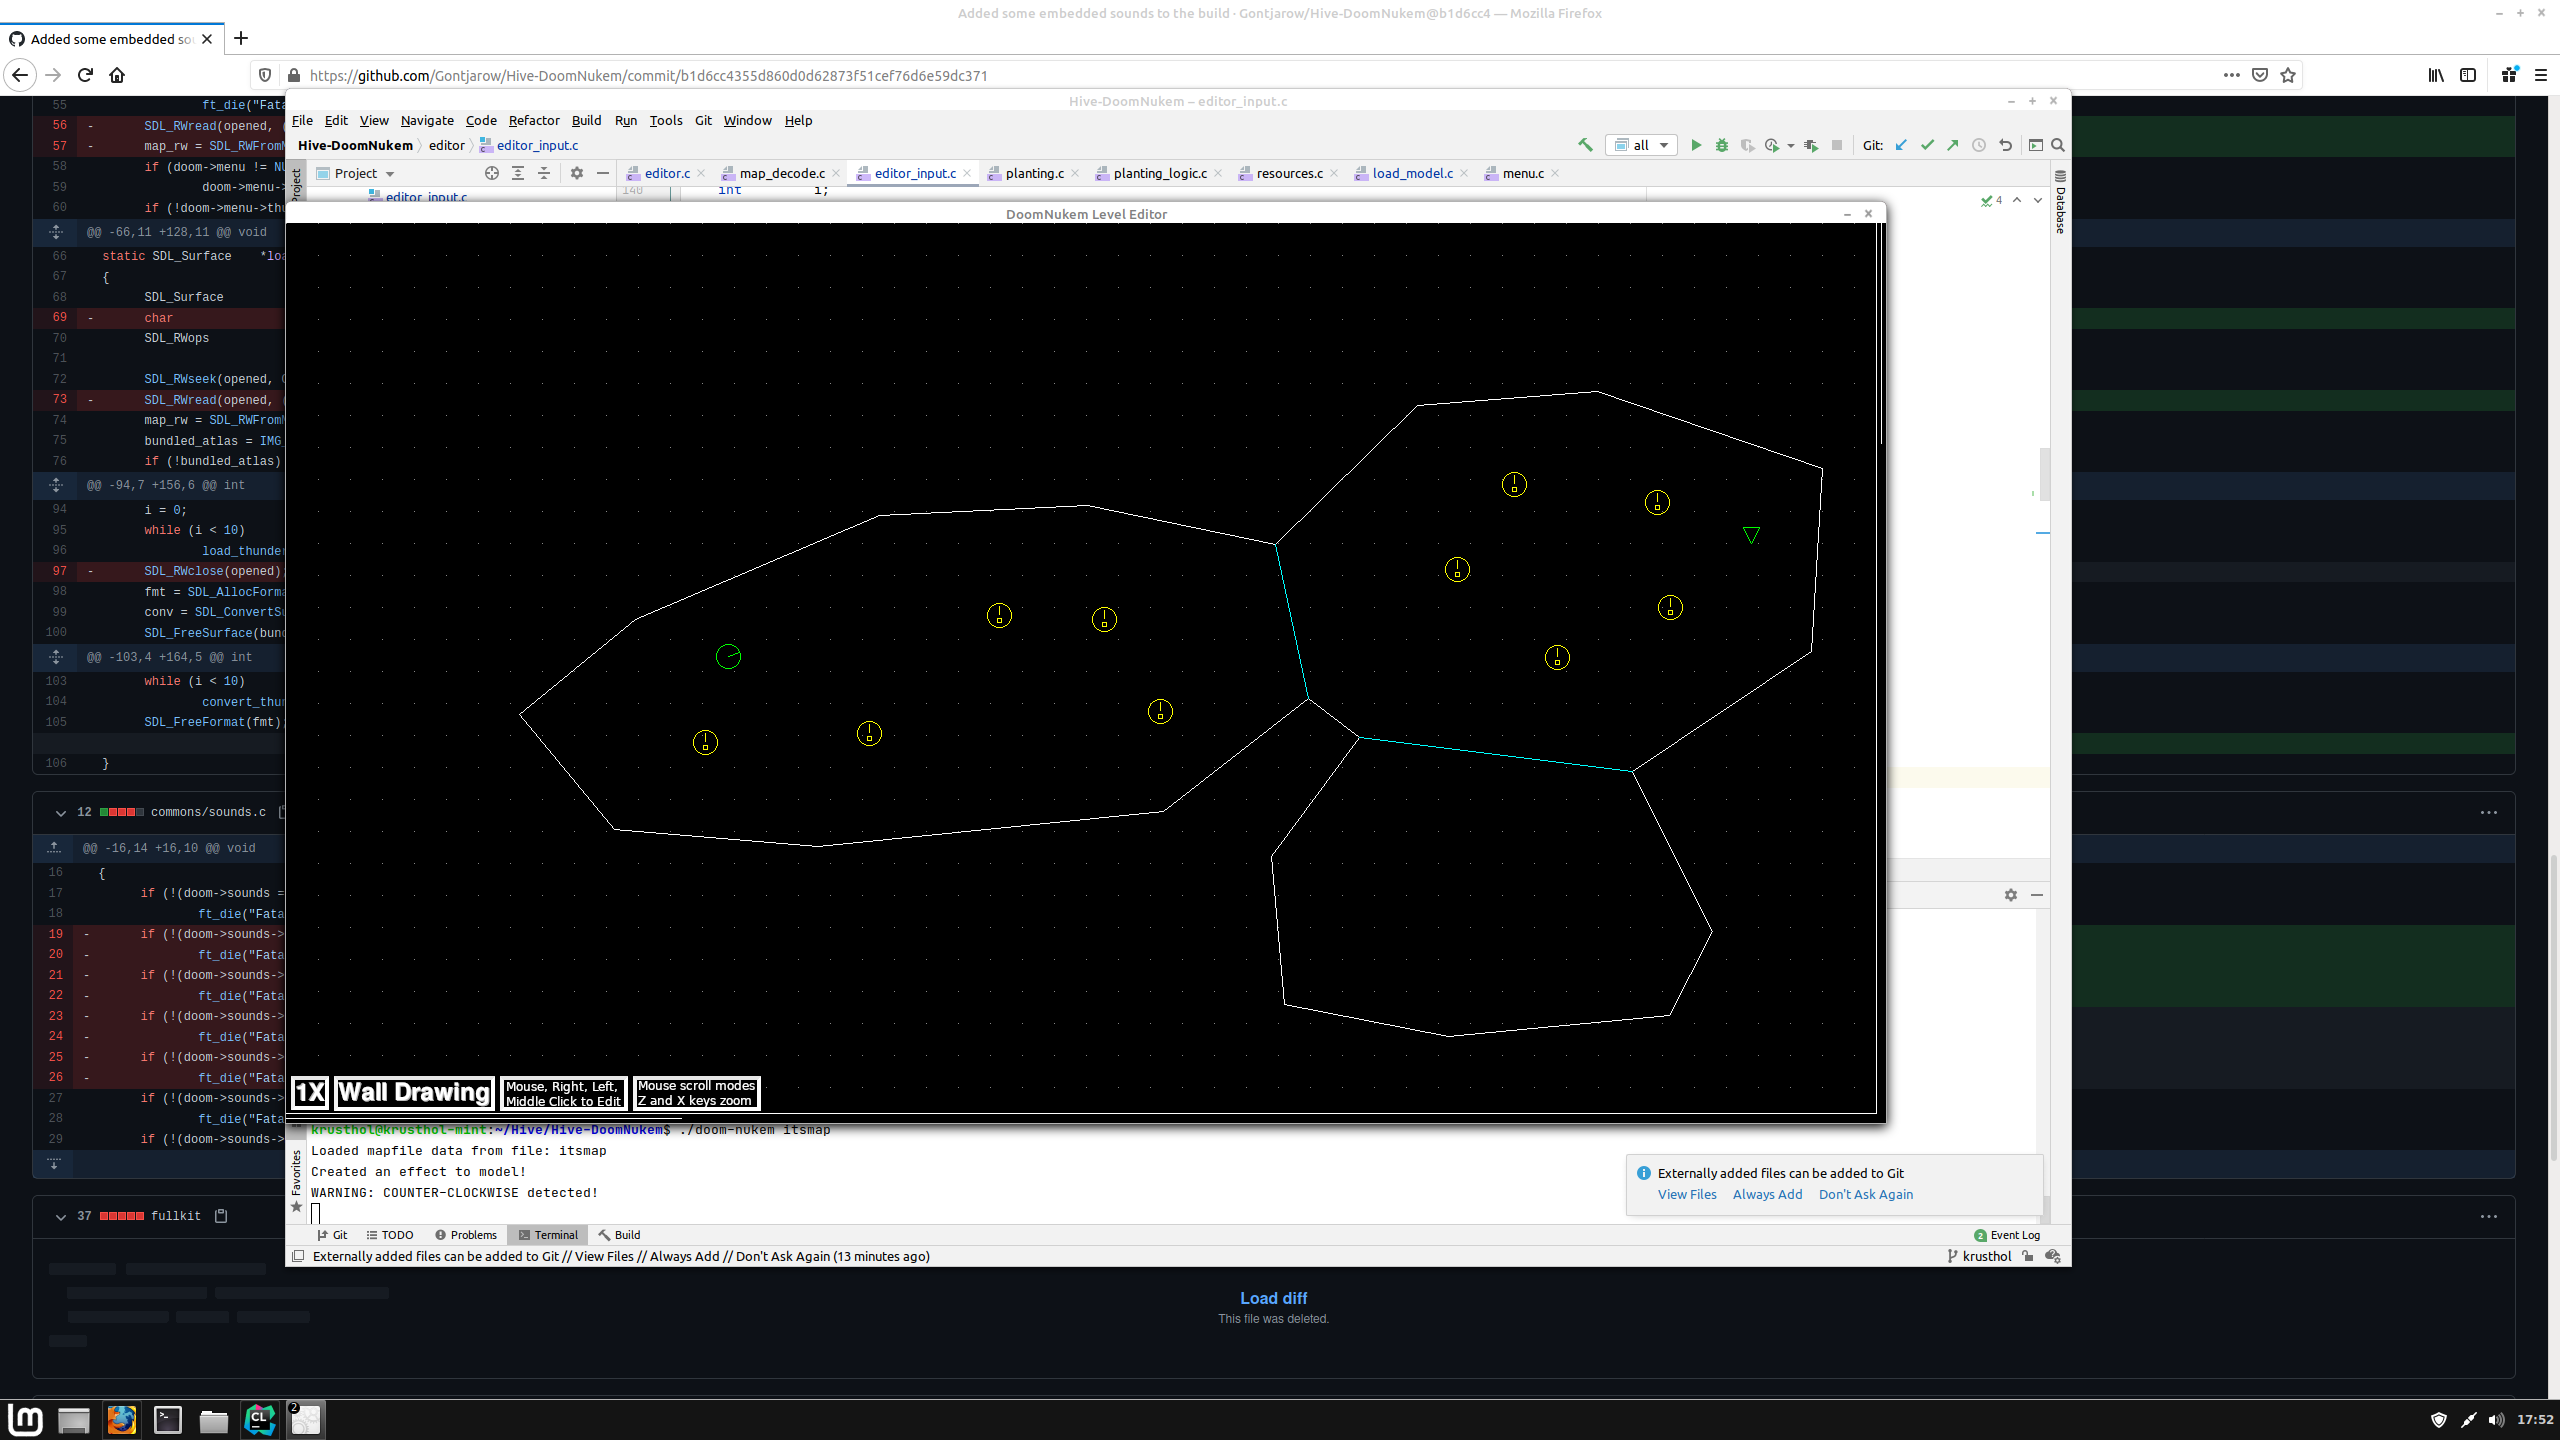 Added some embedded sounds to the build · Gontjarow/Hive-DoomNukem@b1d6cc4 — Mozilla Firefox
Added some embedded so
https://github.com/Gontjarow/Hive-DoomNukem/commit/b1d6cc4355d860d0d62873f51cef76d6e59dc371
55 ft_die("Fata
56 - SDL_RWread(opened,
57 - map_rw = SDL_RWFrom
58 if (doom->menu != N
59 doom->menu-
60 if (!doom->menu->th
@@ -66,11 +128,11 @@ void
66 static SDL_Surface *loa
67 {
68 SDL_Surface
69 - char
70 SDL_RWops
71
72 SDL_RWseek(opened,
73 - SDL_RWread(opened,
74 map_rw = SDL_RWFrom
75 bundled_atlas = IMG_
76 if (!bundled_atlas)
@@ -94,7 +156,6 @@ int
94 i = 0;
95 while (i < 10)
96 load_thunder
97 - SDL_RWclose(opened);
98 fmt = SDL_AllocForma
99 conv = SDL_ConvertSu
100 SDL_FreeSurface(bund
@@ -103,4 +164,5 @@ int
103 while (i < 10)
104 convert_thu
105 SDL_FreeFormat(fmt);
106 }
12 commons/sounds.c
@@ -16,14 +16,10 @@ void
16 {
17 if (!(doom->sounds =
18 ft_die("Fata
19 - if (!(doom->sounds->
20 - ft_die("Fata
21 - if (!(doom->sounds->
22 - ft_die("Fata
23 - if (!(doom->sounds->
24 - ft_die("Fata
25 - if (!(doom->sounds->
26 - ft_die("Fata
27 if (!(doom->sounds->
28 ft_die("Fata
29 if (!(doom->sounds->
37 fullkit
Load diff
This file was deleted.
Hive-DoomNukem – editor_input.c
File Edit View Navigate Code Refactor Build Run Tools Git Window Help
Hive-DoomNukem editor editor_input.c
all
Git:
Project
Project
editor.c map_decode.c editor_input.c planting.c planting_logic.c resources.c load_model.c menu.c
editor_input.c
140 int i;
4
Database
DoomNukem Level Editor
1X
Wall Drawing
Mouse, Right, Left,
Middle Click to Edit
Mouse scroll modes
Z and X keys zoom
krusthol@krusthol-mint:~/Hive/Hive-DoomNukem$ ./doom-nukem itsmap
Loaded mapfile data from file: itsmap
Created an effect to model!
WARNING: COUNTER-CLOCKWISE detected!
Favorites
Externally added files can be added to Git
View Files Always Add Don't Ask Again
Git TODO Problems Terminal Build
2 Event Log
Externally added files can be added to Git // View Files // Always Add // Don't Ask Again (13 minutes ago)
krusthol
CL
2
17:52